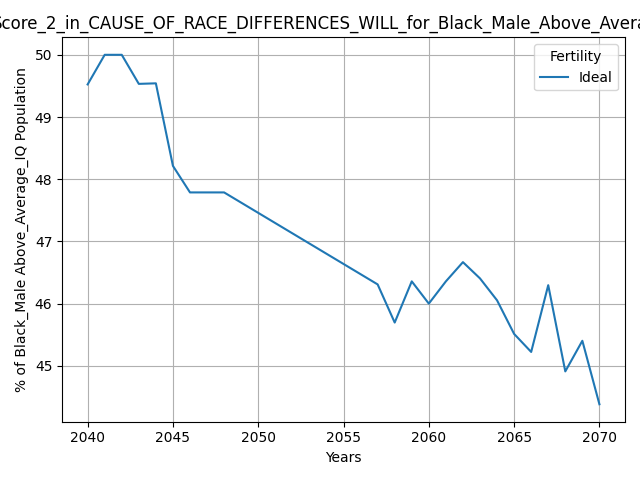 Score_2_in_CAUSE_OF_RACE_DIFFERENCES_WILL_for_Black_Male_Above_Avera
% of Black_Male Above_Average_IQ Population
50
49
48
47
46
45
Fertility
Ideal
2040
2045
2050
2055
2060
2065
2070
Years